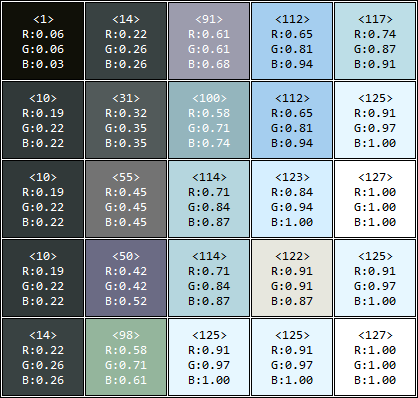 <1> <14> <91> <112> <117>
R:0.06 R:0.22 R:0.61 R:0.65 R:0.74
G:0.06 G:0.26 G:0.61 G:0.81 G:0.87
B:0.03 B:0.26 B:0.68 B:0.94 B:0.91
<10> <31> <100> <112> <125>
R:0.19 R:0.32 R:0.58 R:0.65 R:0.91
G:0.22 G:0.35 G:0.71 G:0.81 G:0.97
B:0.22 B:0.35 B:0.74 B:0.94 B:1.00
<10> <55> <114> <123> <127>
R:0.19 R:0.45 R:0.71 R:0.84 R:1.00
G:0.22 G:0.45 G:0.84 G:0.94 G:1.00
B:0.22 B:0.45 B:0.87 B:1.00 B:1.00
<10> <50> <114> <122> <125>
R:0.19 R:0.42 R:0.71 R:0.91 R:0.91
G:0.22 G:0.42 G:0.84 G:0.91 G:0.97
B:0.22 B:0.52 B:0.87 B:0.87 B:1.00
<14> <98> <125> <125> <127>
R:0.22 R:0.58 R:0.91 R:0.91 R:1.00
G:0.26 G:0.71 G:0.97 G:0.97 G:1.00
B:0.26 B:0.61 B:1.00 B:1.00 B:1.00